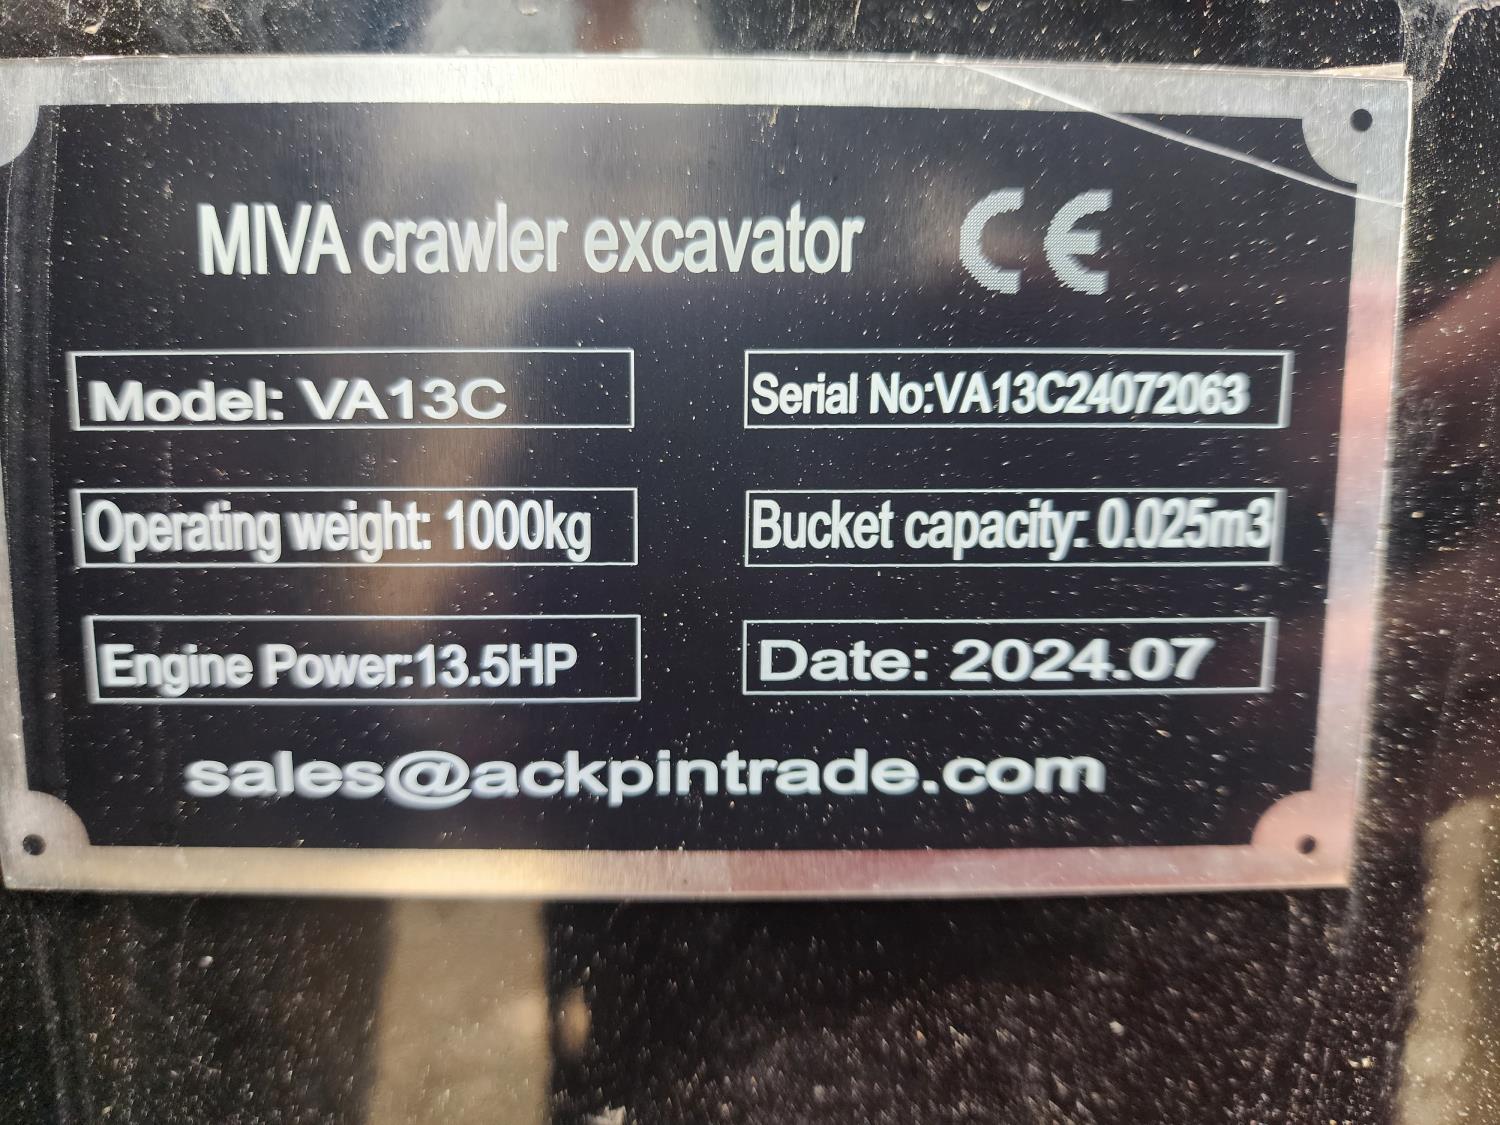 MIVA crawler excavator CE
Model: VA13C
Serial No:VA13C24072063
Operating weight: 1000kg
Bucket capacity: 0.025m3
Engine Power:13.5HP
Date: 2024.07
sales@ackpintrade.com